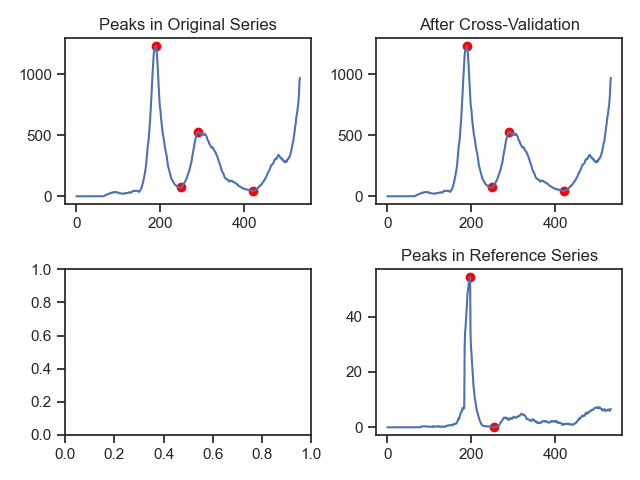 Peaks in Original Series
1000
500
0
0 200 400
After Cross-Validation
1000
500
0
0 200 400
1.0
0.8
0.6
0.4
0.2
0.0
0.0 0.2 0.4 0.6 0.8 1.0
Peaks in Reference Series
40
20
0
0 200 400